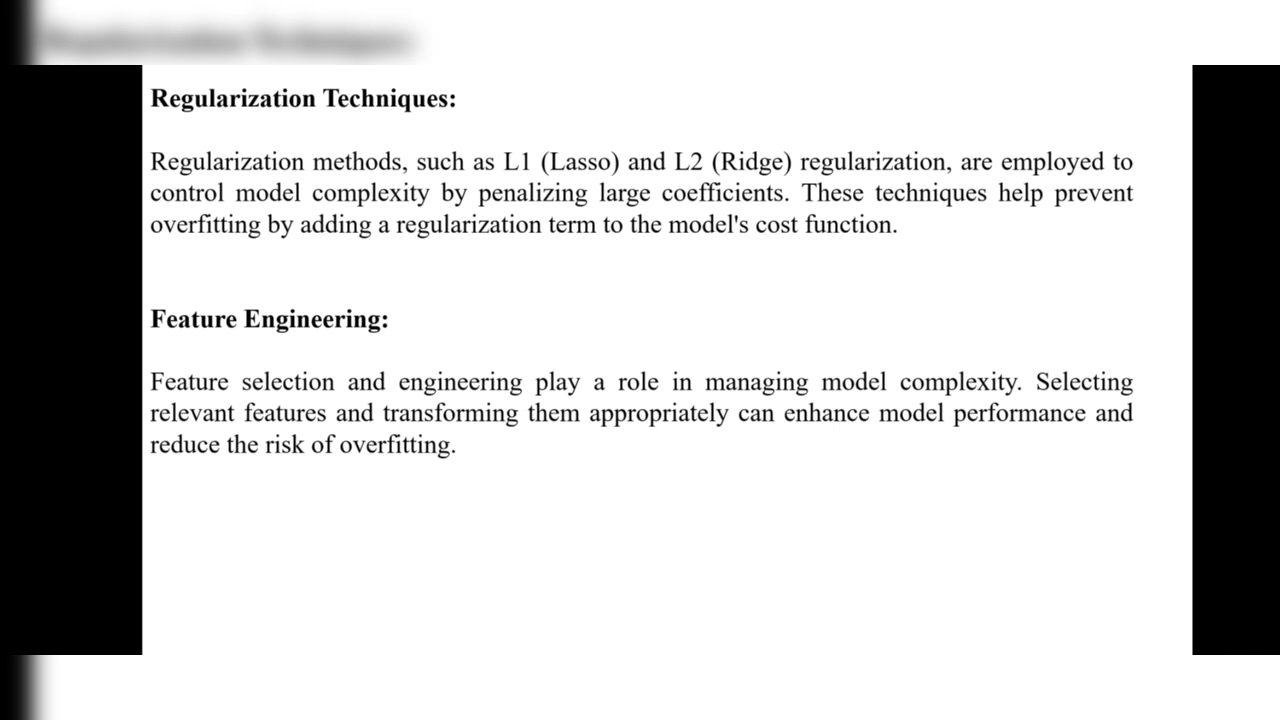 Regularization Techniques:
Regularization methods, such as L1 (Lasso) and L2 (Ridge) regularization, are employed to
control model complexity by penalizing large coefficients. These techniques help prevent
overfitting by adding a regularization term to the model's cost function.
Feature Engineering:
Feature selection and engineering play a role in managing model complexity. Selecting
relevant features and transforming them appropriately can enhance model performance and
reduce the risk of overfitting.